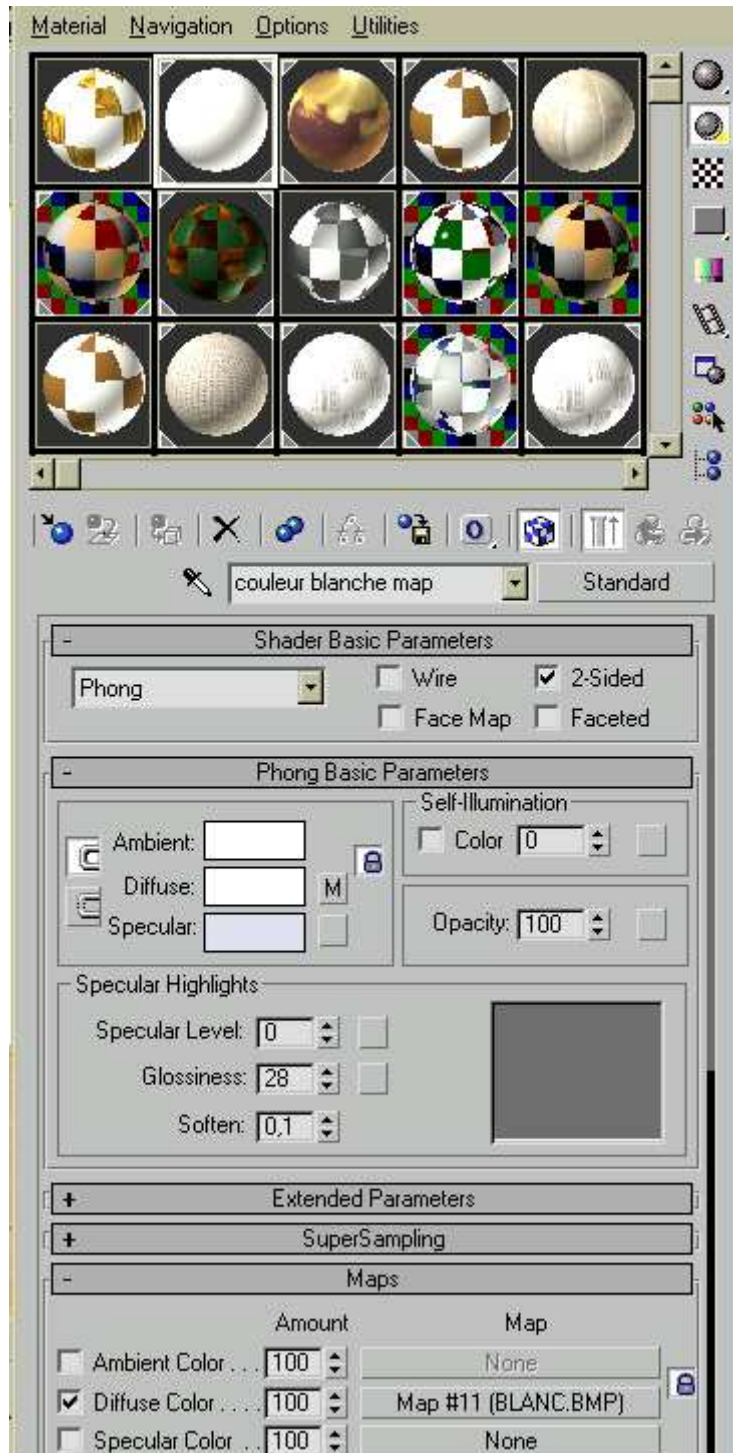 Material Navigation Options Utilities
couleur blanche map Standard
- Shader Basic Parameters
Phong Wire 2-Sided
Face Map Faceted
- Phong Basic Parameters
Self-Illumination
Ambient: Color 0
Diffuse: M
Specular: Opacity: 100
Specular Highlights
Specular Level: 0
Glossiness: 28
Soften: 0,1
+ Extended Parameters
+ SuperSampling
- Maps
Amount Map
Ambient Color . . . 100 None
Diffuse Color . . . . 100 Map #11 (BLANC.BMP)
Specular Color . . 100 None